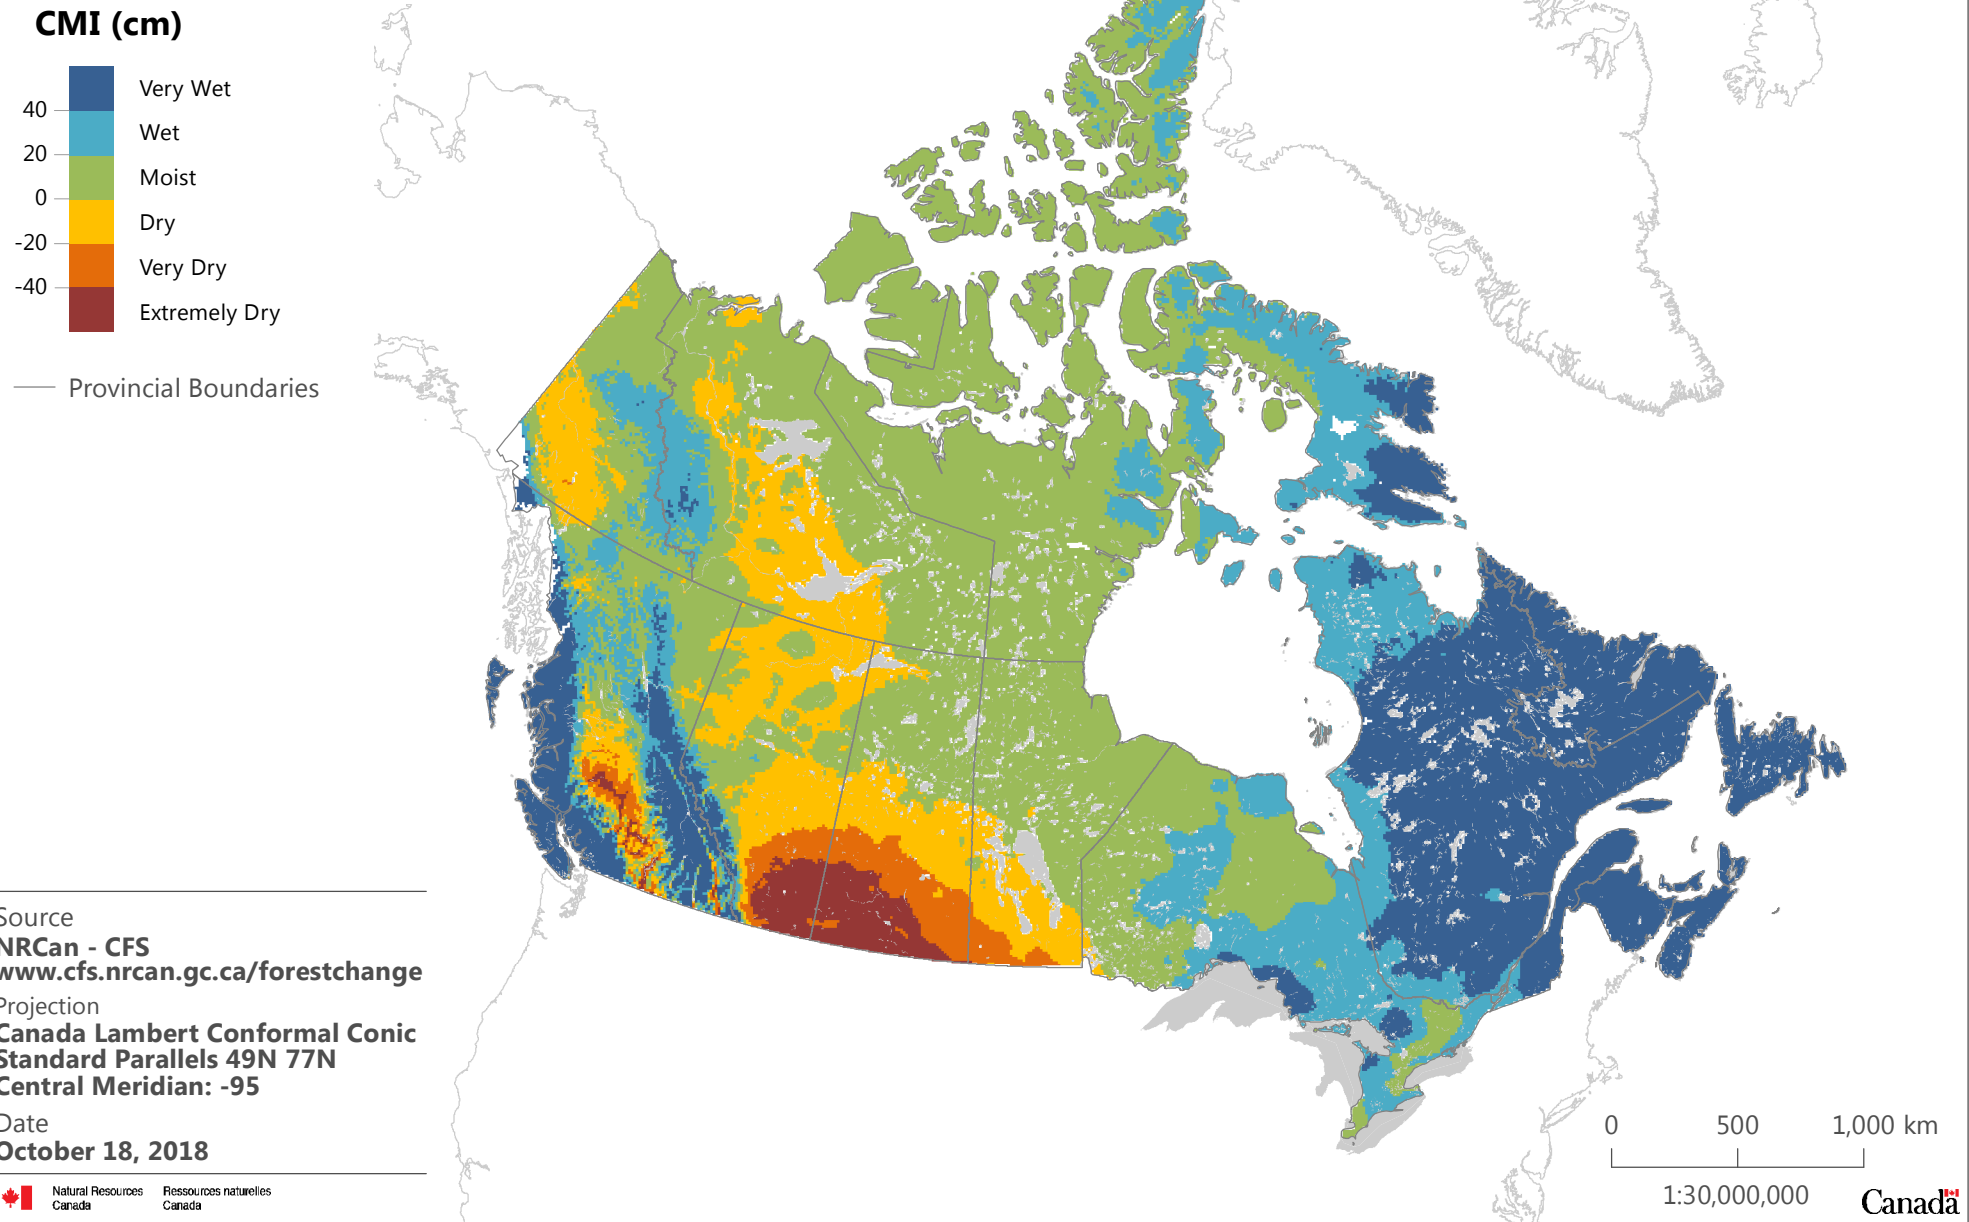 CMI (cm)
Very Wet
40
Wet
20
Moist
0
Dry
-20
Very Dry
-40
Extremely Dry
Provincial Boundaries
Source
NRCan - CFS
www.cfs.nrcan.gc.ca/forestchange
Projection
Canada Lambert Conformal Conic
Standard Parallels 49N 77N
Central Meridian: -95
Date
October 18, 2018
Natural Resources Ressources naturelles
Canada Canada
0 500 1,000 km
1:30,000,000
Canada